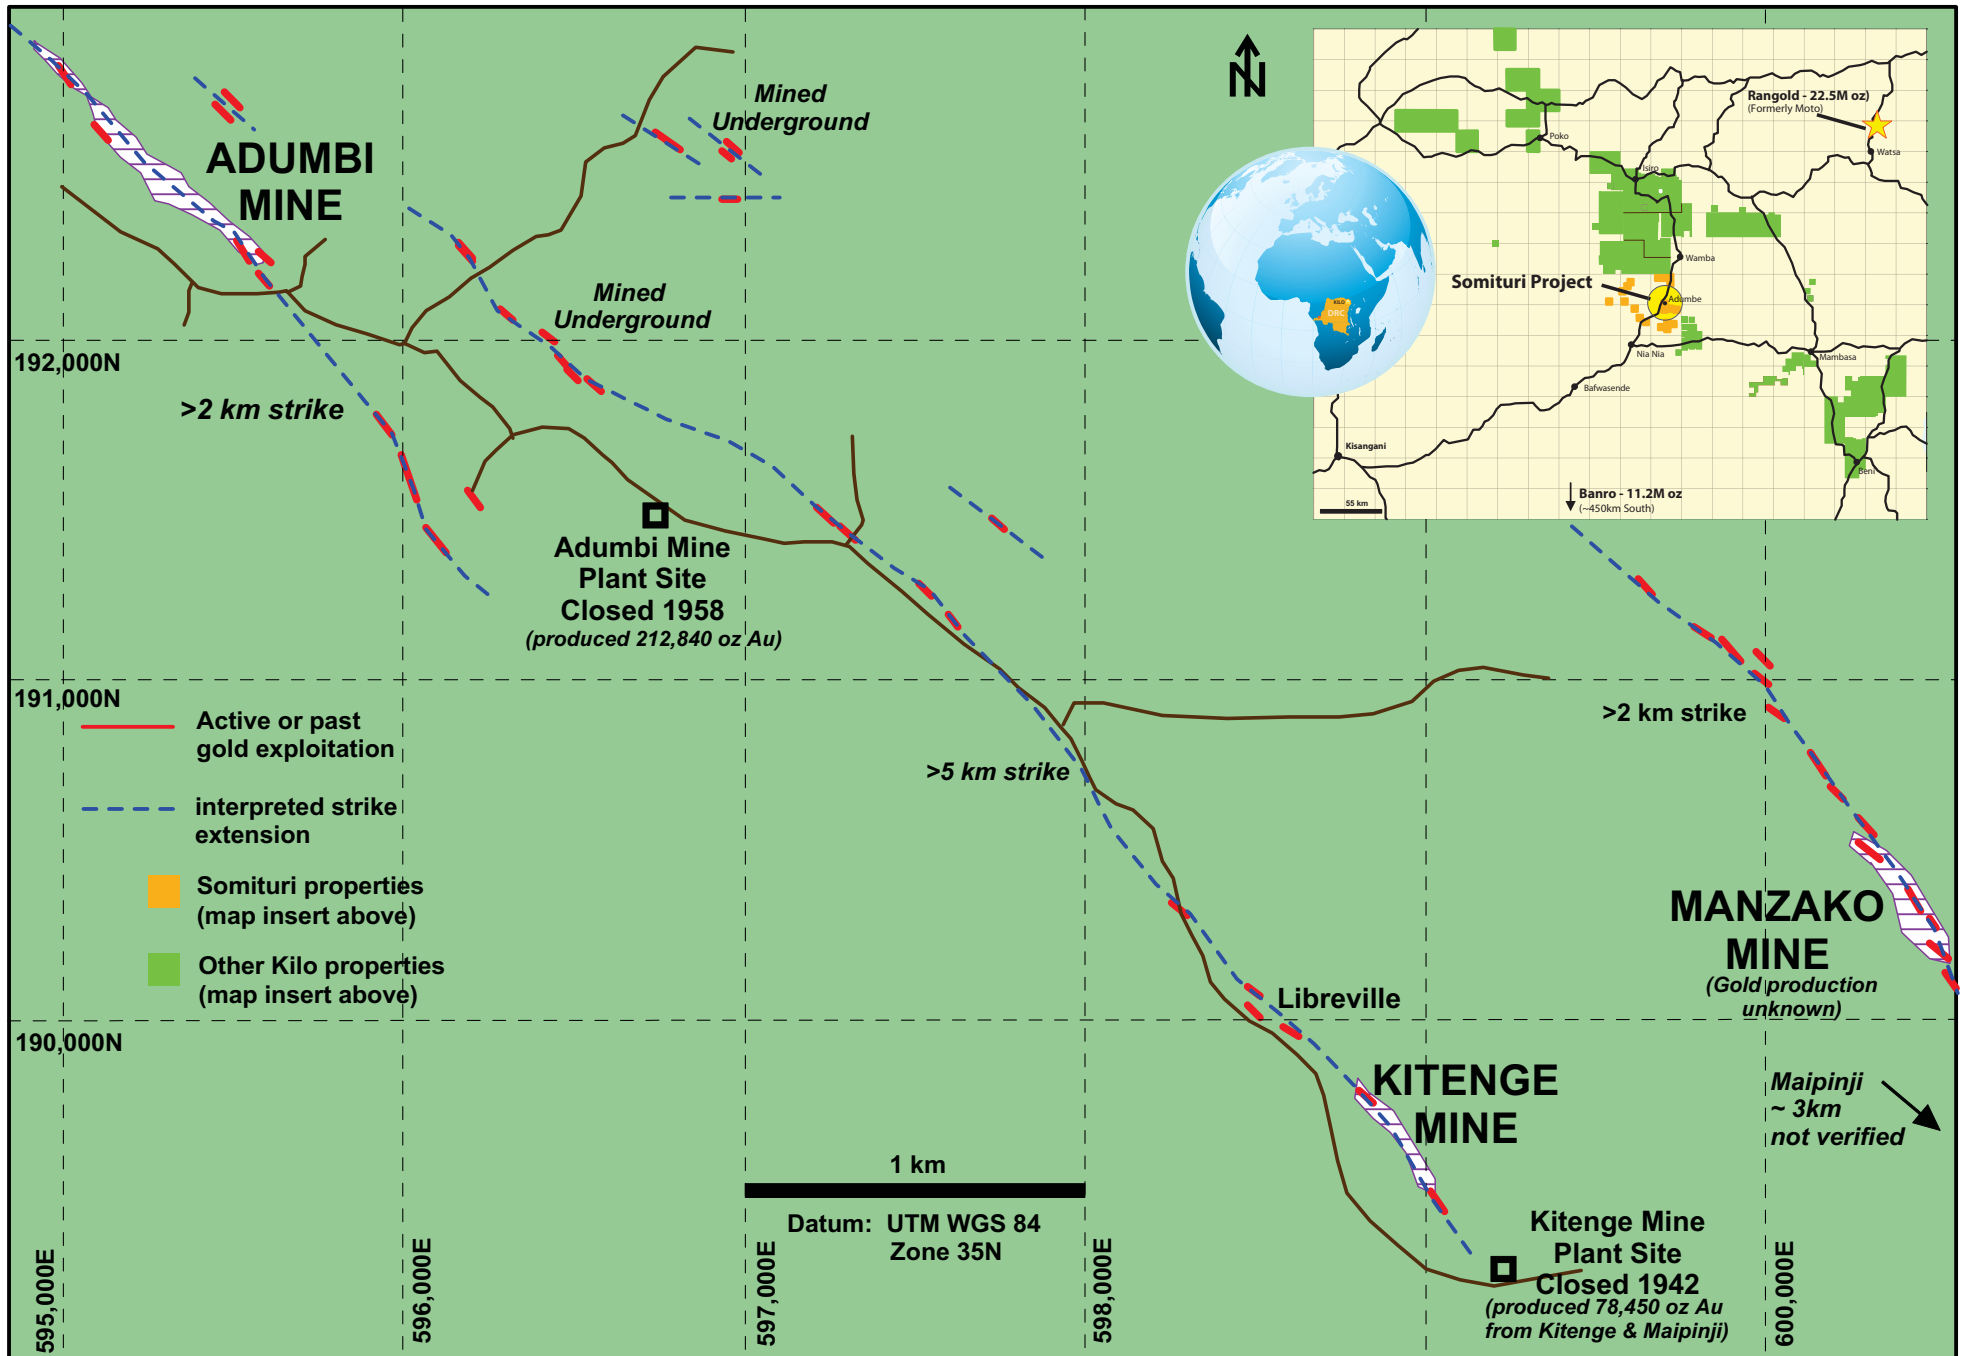 Mined
Underground
ADUMBI
MINE
Mined
Underground
192,000N
>2 km strike
Adumbi Mine
Plant Site
Closed 1958
(produced 212,840 oz Au)
191,000N
Active or past
gold exploitation
interpreted strike
extension
Somituri properties
(map insert above)
Other Kilo properties
(map insert above)
190,000N
>5 km strike
>2 km strike
MANZAKO
MINE
(Gold production
unknown)
Libreville
KITENGE
MINE
Maipinji
~ 3km
not verified
1 km
Datum: UTM WGS 84
Zone 35N
Kitenge Mine
Plant Site
Closed 1942
(produced 78,450 oz Au
from Kitenge & Maipinji)
595,000E
596,000E
597,000E
598,000E
600,000E
N
Rangold - 22.5M oz)
(Formerly Moto)
Watsa
Poko
Isiro
Wamba
Somituri Project
Adumbe
Nia Nia
Mambasa
Bafwasende
Kisangani
Beni
Banro - 11.2M oz
(~450km South)
55 km
KILO
DRC